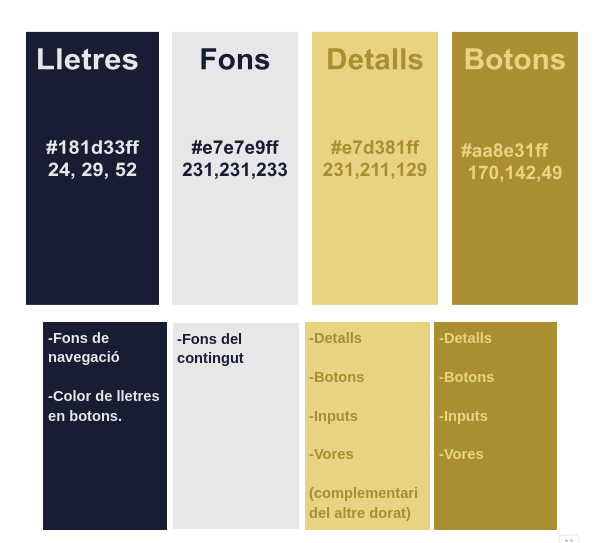 Lletres
#181d33ff
24, 29, 52
Fons
#e7e7e9ff
231,231,233
Detalls
#e7d381ff
231,211,129
Botons
#aa8e31ff
170,142,49
-Fons de
navegació
-Color de lletres
en botons.
-Fons del
contingut
-Detalls
-Botons
-Inputs
-Vores
(complementari
del altre dorat)
-Detalls
-Botons
-Inputs
-Vores